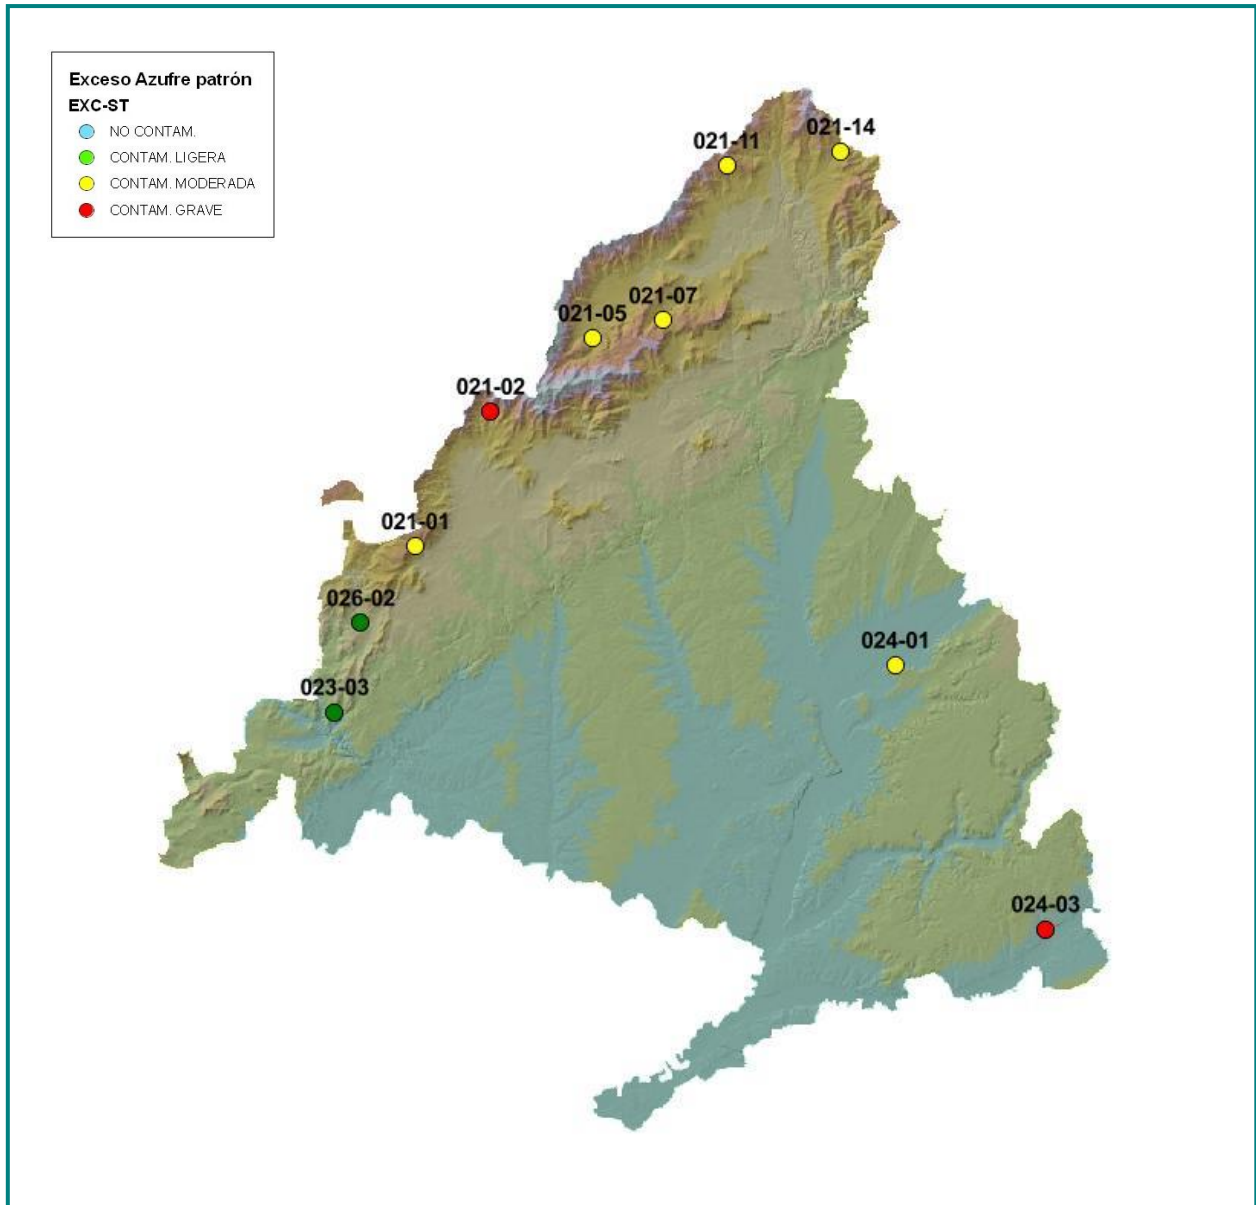 Exceso Azufre patrón
EXC-ST
NO CONTAM.
CONTAM. LIGERA
CONTAM. MODERADA
CONTAM. GRAVE
021-14
021-11
021-07
021-05
021-02
021-01
026-02
024-01
023-03
024-03